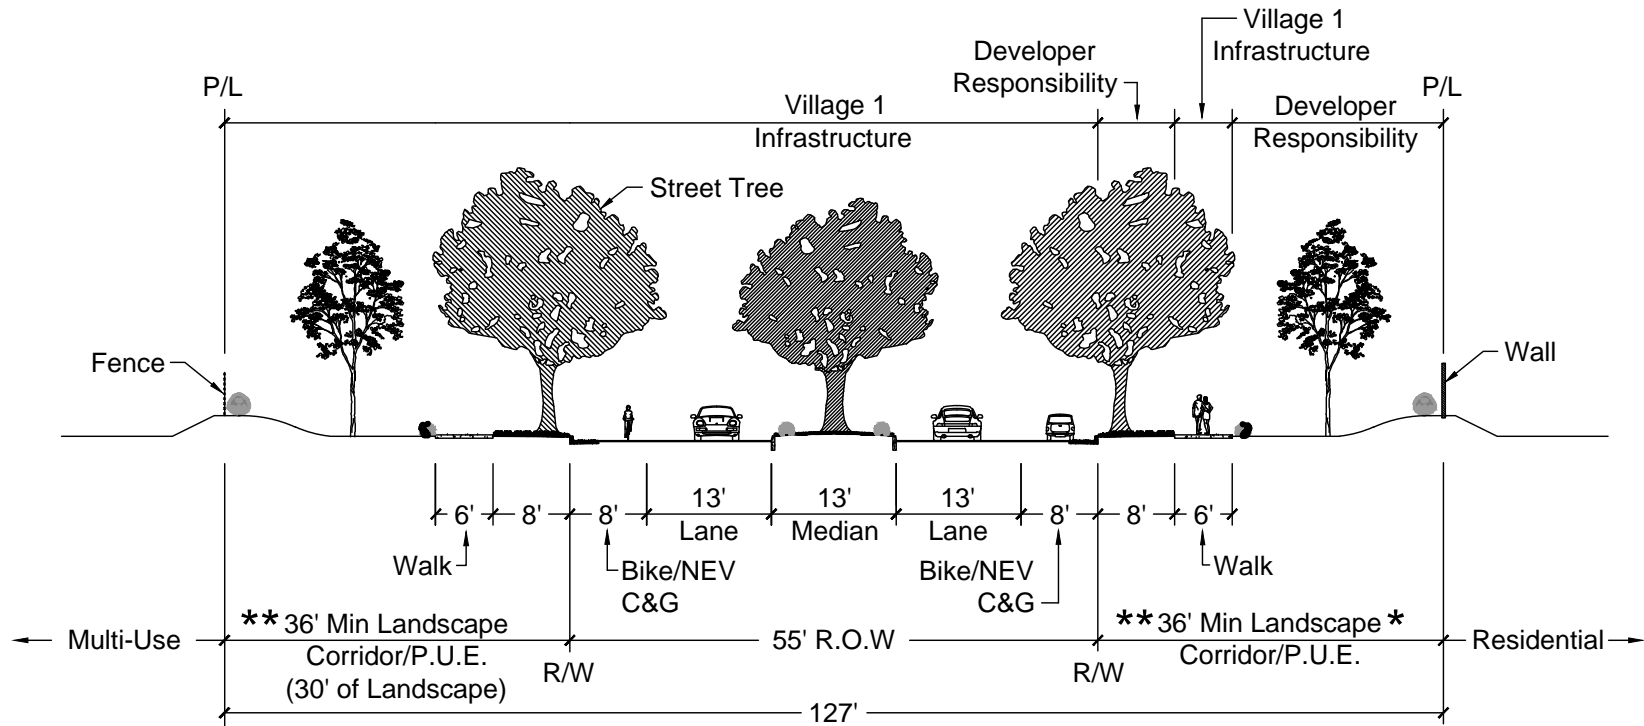 Village 1
Infrastructure
Developer
Responsibility
P/L
P/L
Village 1
Infrastructure
Developer
Responsibility
Street Tree
Fence
Wall
6'
8'
8'
13'
Lane
13'
Median
13'
Lane
8'
8'
6'
Walk
Bike/NEV
C&G
Bike/NEV
C&G
Walk
Multi-Use
**36' Min Landscape
Corridor/P.U.E.
(30' of Landscape)
R/W
55' R.O.W
R/W
**36' Min Landscape*
Corridor/P.U.E.
Residential
127'